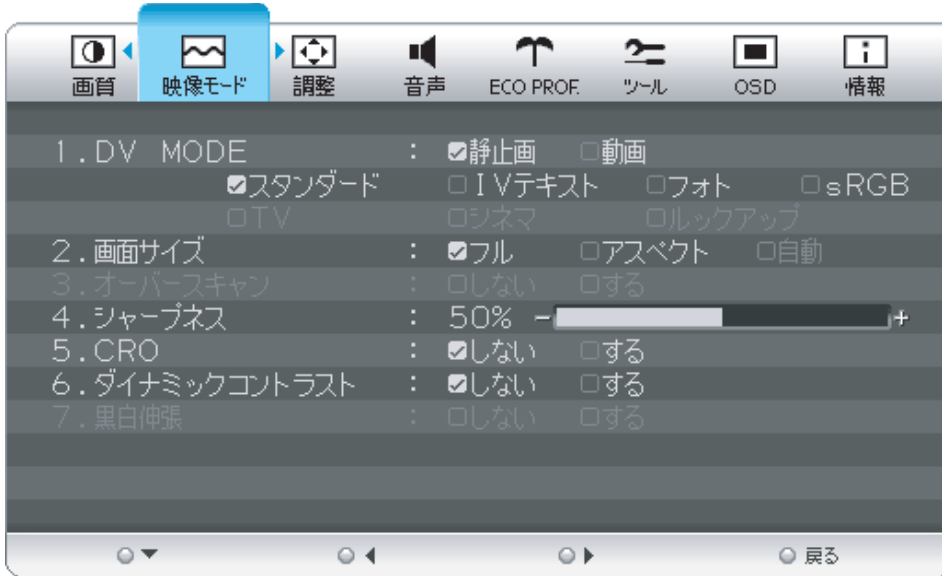 画質 映像モード 調整 音声 ECO PROF. ツール OSD 情報
1.DV MODE : 静止画 動画
スタンダード IVテキスト フォト sRGB
TV シネマ ルックアップ
2.画面サイズ : フル アスペクト 自動
3.オーバースキャン : しない する
4.シャープネス : 50% - +
5.CRO : しない する
6.ダイナミックコントラスト : しない する
7.黒白伸張 : しない する
戻る